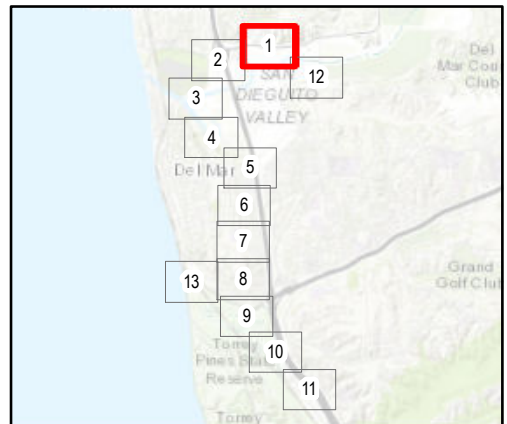 1
2
Del
Mar Coun
Club
SAN
12
DIEGUITO
3
VALLEY
4
Del Mar
5
6
7
Grand
Golf Club
13
8
9
Torrey
Pines State
10
Reserve
11
Torrey